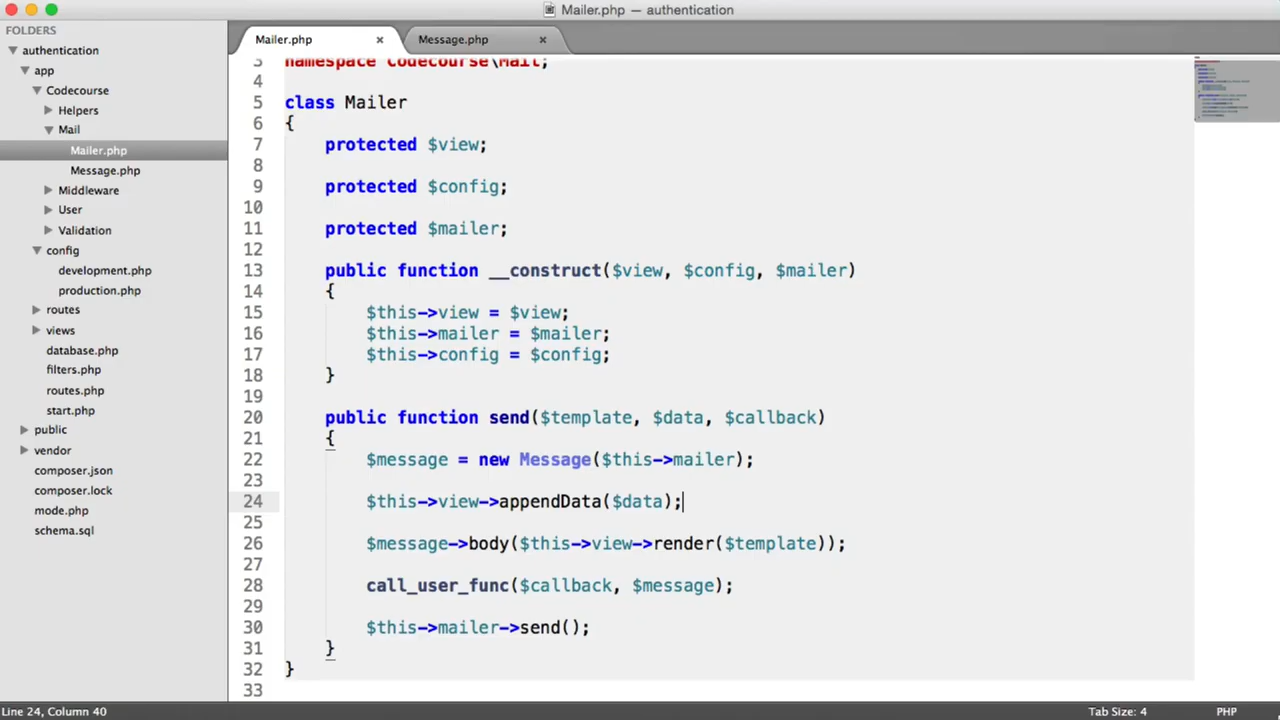 Mailer.php — authentication
FOLDERS
authentication
app
Codecourse
Helpers
Mail
Mailer.php
Message.php
Middleware
User
Validation
config
development.php
production.php
routes
views
database.php
filters.php
routes.php
start.php
public
vendor
composer.json
composer.lock
mode.php
schema.sql
Mailer.php × Message.php ×
3 namespace Codecourse\Mail;
4
5 class Mailer
6 {
7 protected $view;
8
9 protected $config;
10
11 protected $mailer;
12
13 public function __construct($view, $config, $mailer)
14 {
15 $this->view = $view;
16 $this->mailer = $mailer;
17 $this->config = $config;
18 }
19
20 public function send($template, $data, $callback)
21 {
22 $message = new Message($this->mailer);
23
24 $this->view->appendData($data);
25
26 $message->body($this->view->render($template));
27
28 call_user_func($callback, $message);
29
30 $this->mailer->send();
31 }
32 }
33
Line 24, Column 40 Tab Size: 4 PHP